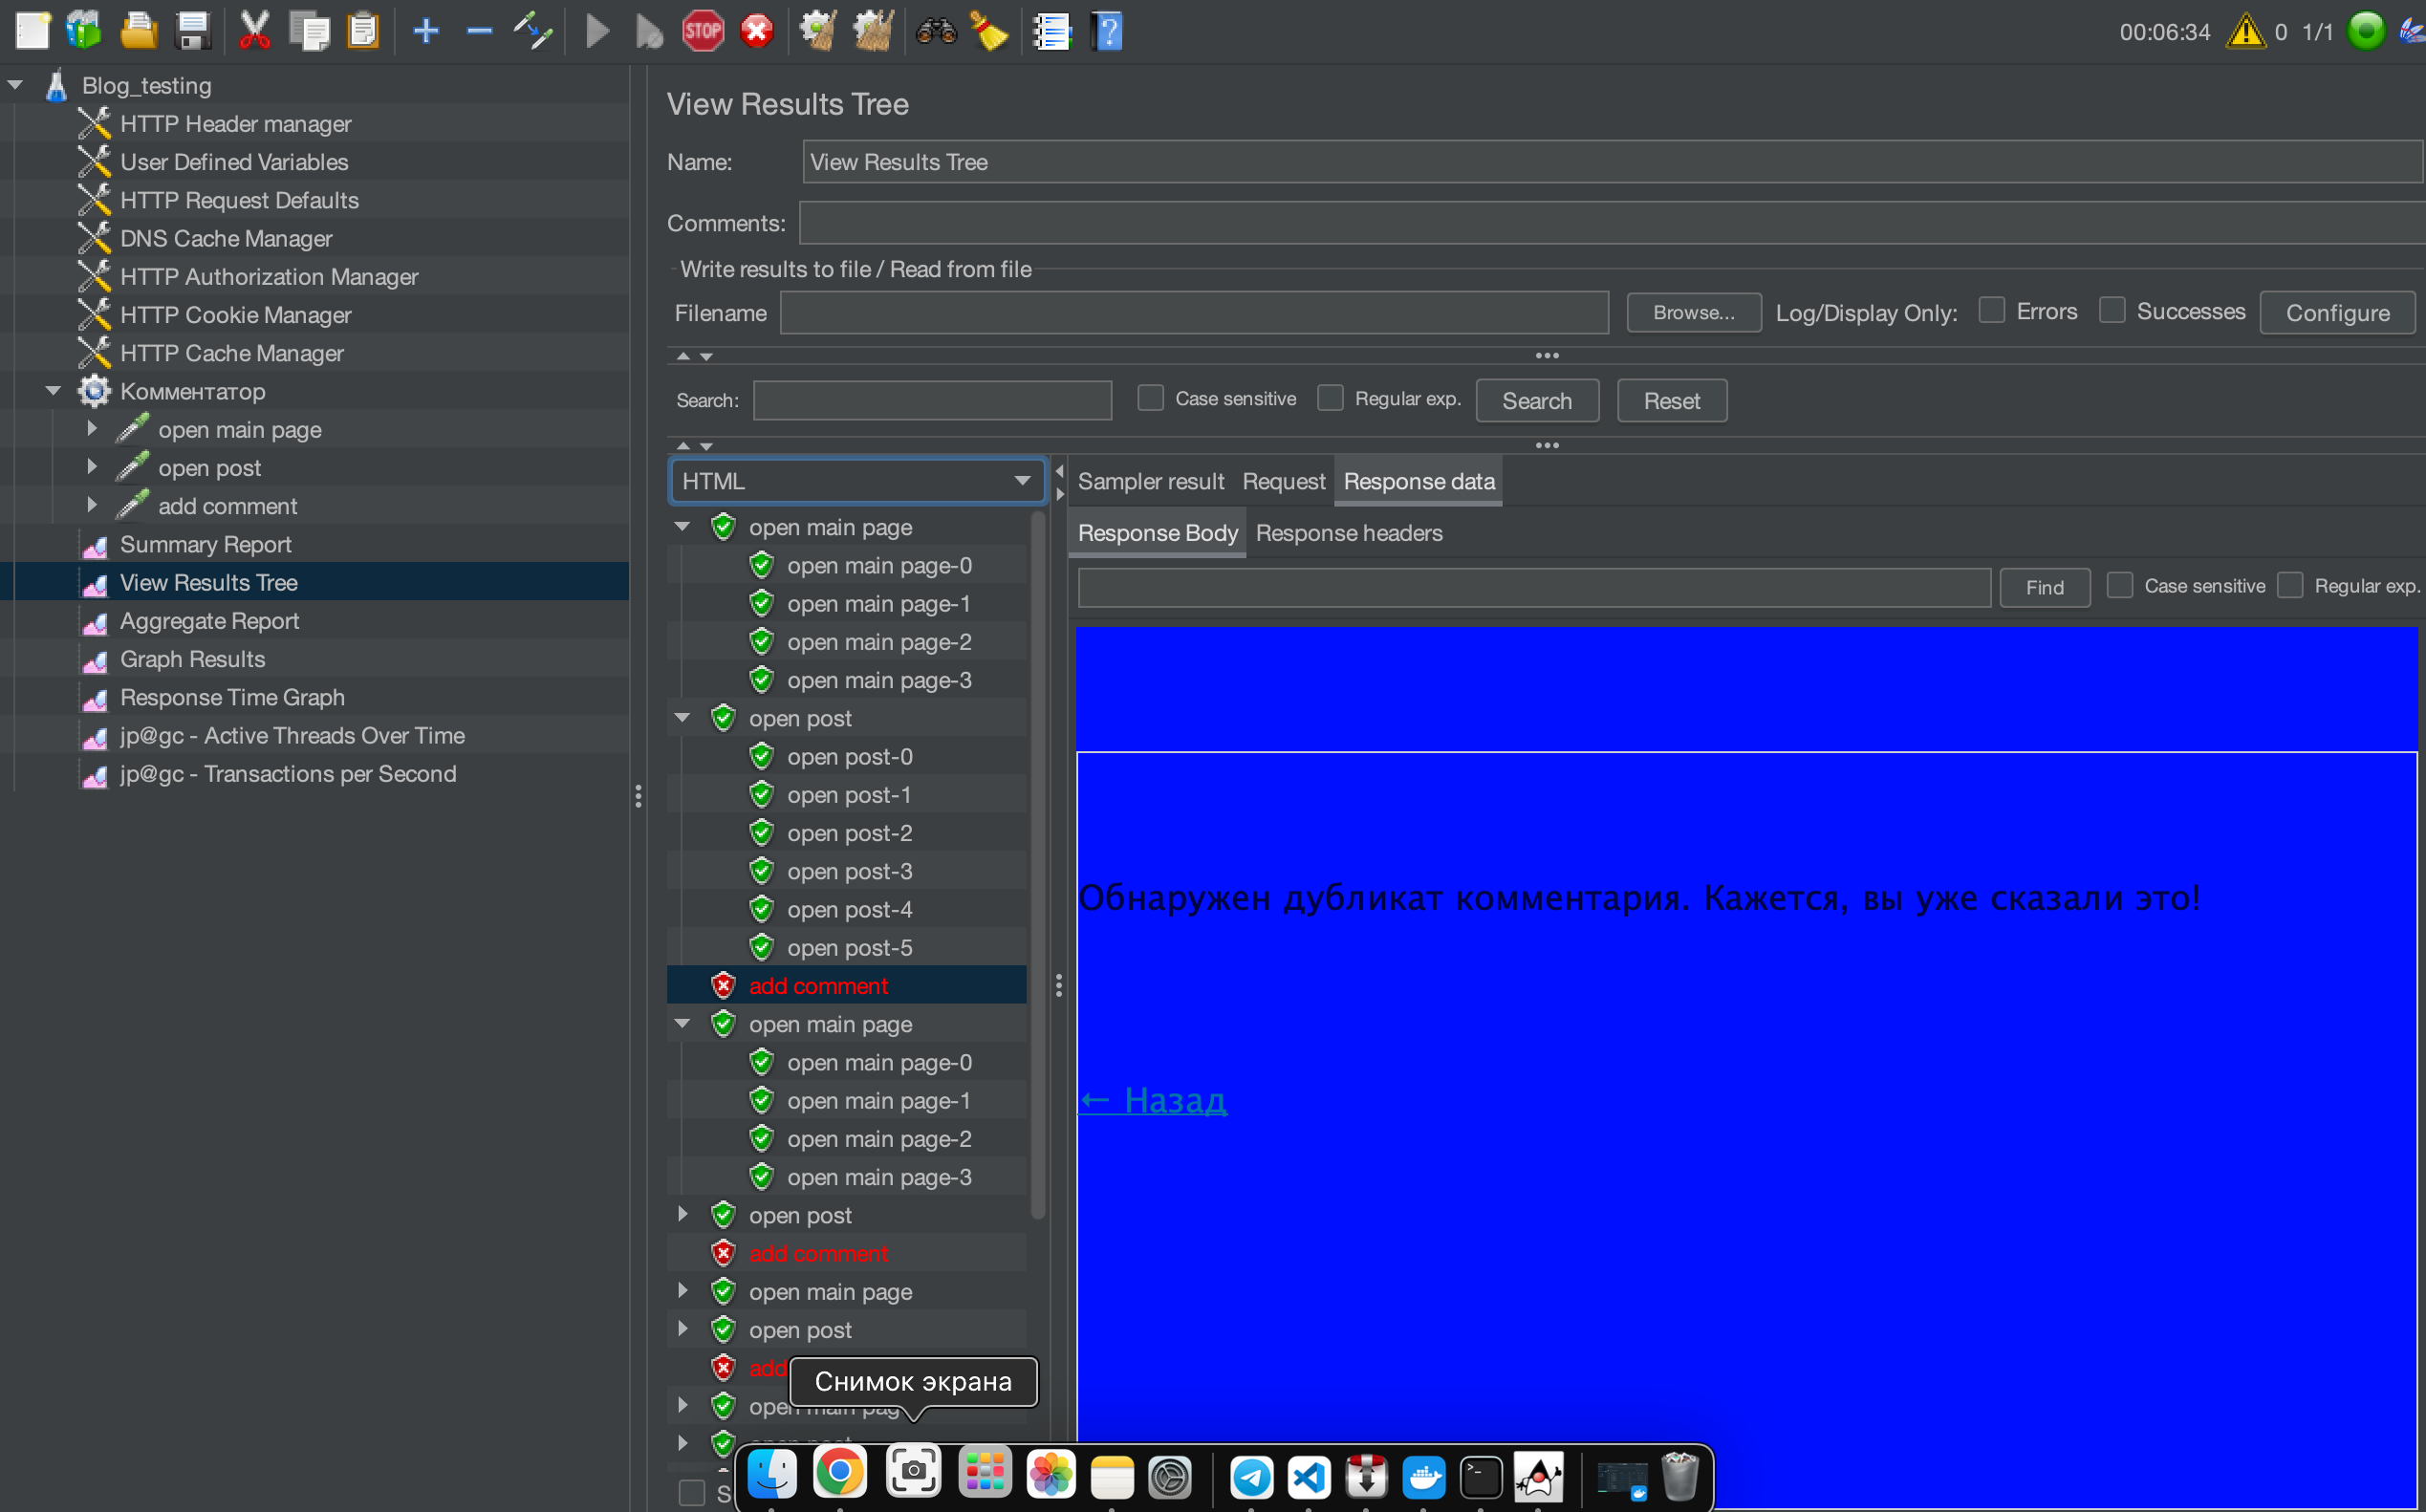 STOP
?
00:06:34 0 1/1
Blog_testing
HTTP Header manager
User Defined Variables
HTTP Request Defaults
DNS Cache Manager
HTTP Authorization Manager
HTTP Cookie Manager
HTTP Cache Manager
Комментатор
open main page
open post
add comment
Summary Report
View Results Tree
Aggregate Report
Graph Results
Response Time Graph
jp@gc - Active Threads Over Time
jp@gc - Transactions per Second
View Results Tree
Name: View Results Tree
Comments:
Write results to file / Read from file
Filename Browse... Log/Display Only: Errors Successes Configure
Search: Case sensitive Regular exp. Search Reset
HTML
open main page
open main page-0
open main page-1
open main page-2
open main page-3
open post
open post-0
open post-1
open post-2
open post-3
open post-4
open post-5
add comment
open main page
open main page-0
open main page-1
open main page-2
open main page-3
open post
add comment
open main page
open post
add
open main pag
S
Sampler result Request Response data
Response Body Response headers
Find Case sensitive Regular exp.
Обнаружен дубликат комментария. Кажется, вы уже сказали это!
← Назад
Снимок экрана